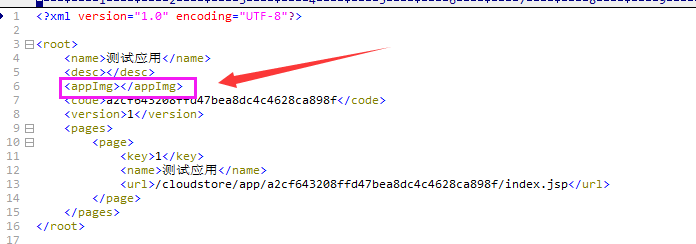 1 <?xml version="1.0" encoding="UTF-8"?>
2
3 <root>
4 <name>测试应用</name>
5 <desc></desc>
6 <appImg></appImg>
7 <code>a2cf643208ffd47bea8dc4c4628ca898f</code>
8 <version>1</version>
9 <pages>
10 <page>
11 <key>1</key>
12 <name>测试应用</name>
13 <url>/cloudstore/app/a2cf643208ffd47bea8dc4c4628ca898f/index.jsp</url>
14 </page>
15 </pages>
16 </root>
17